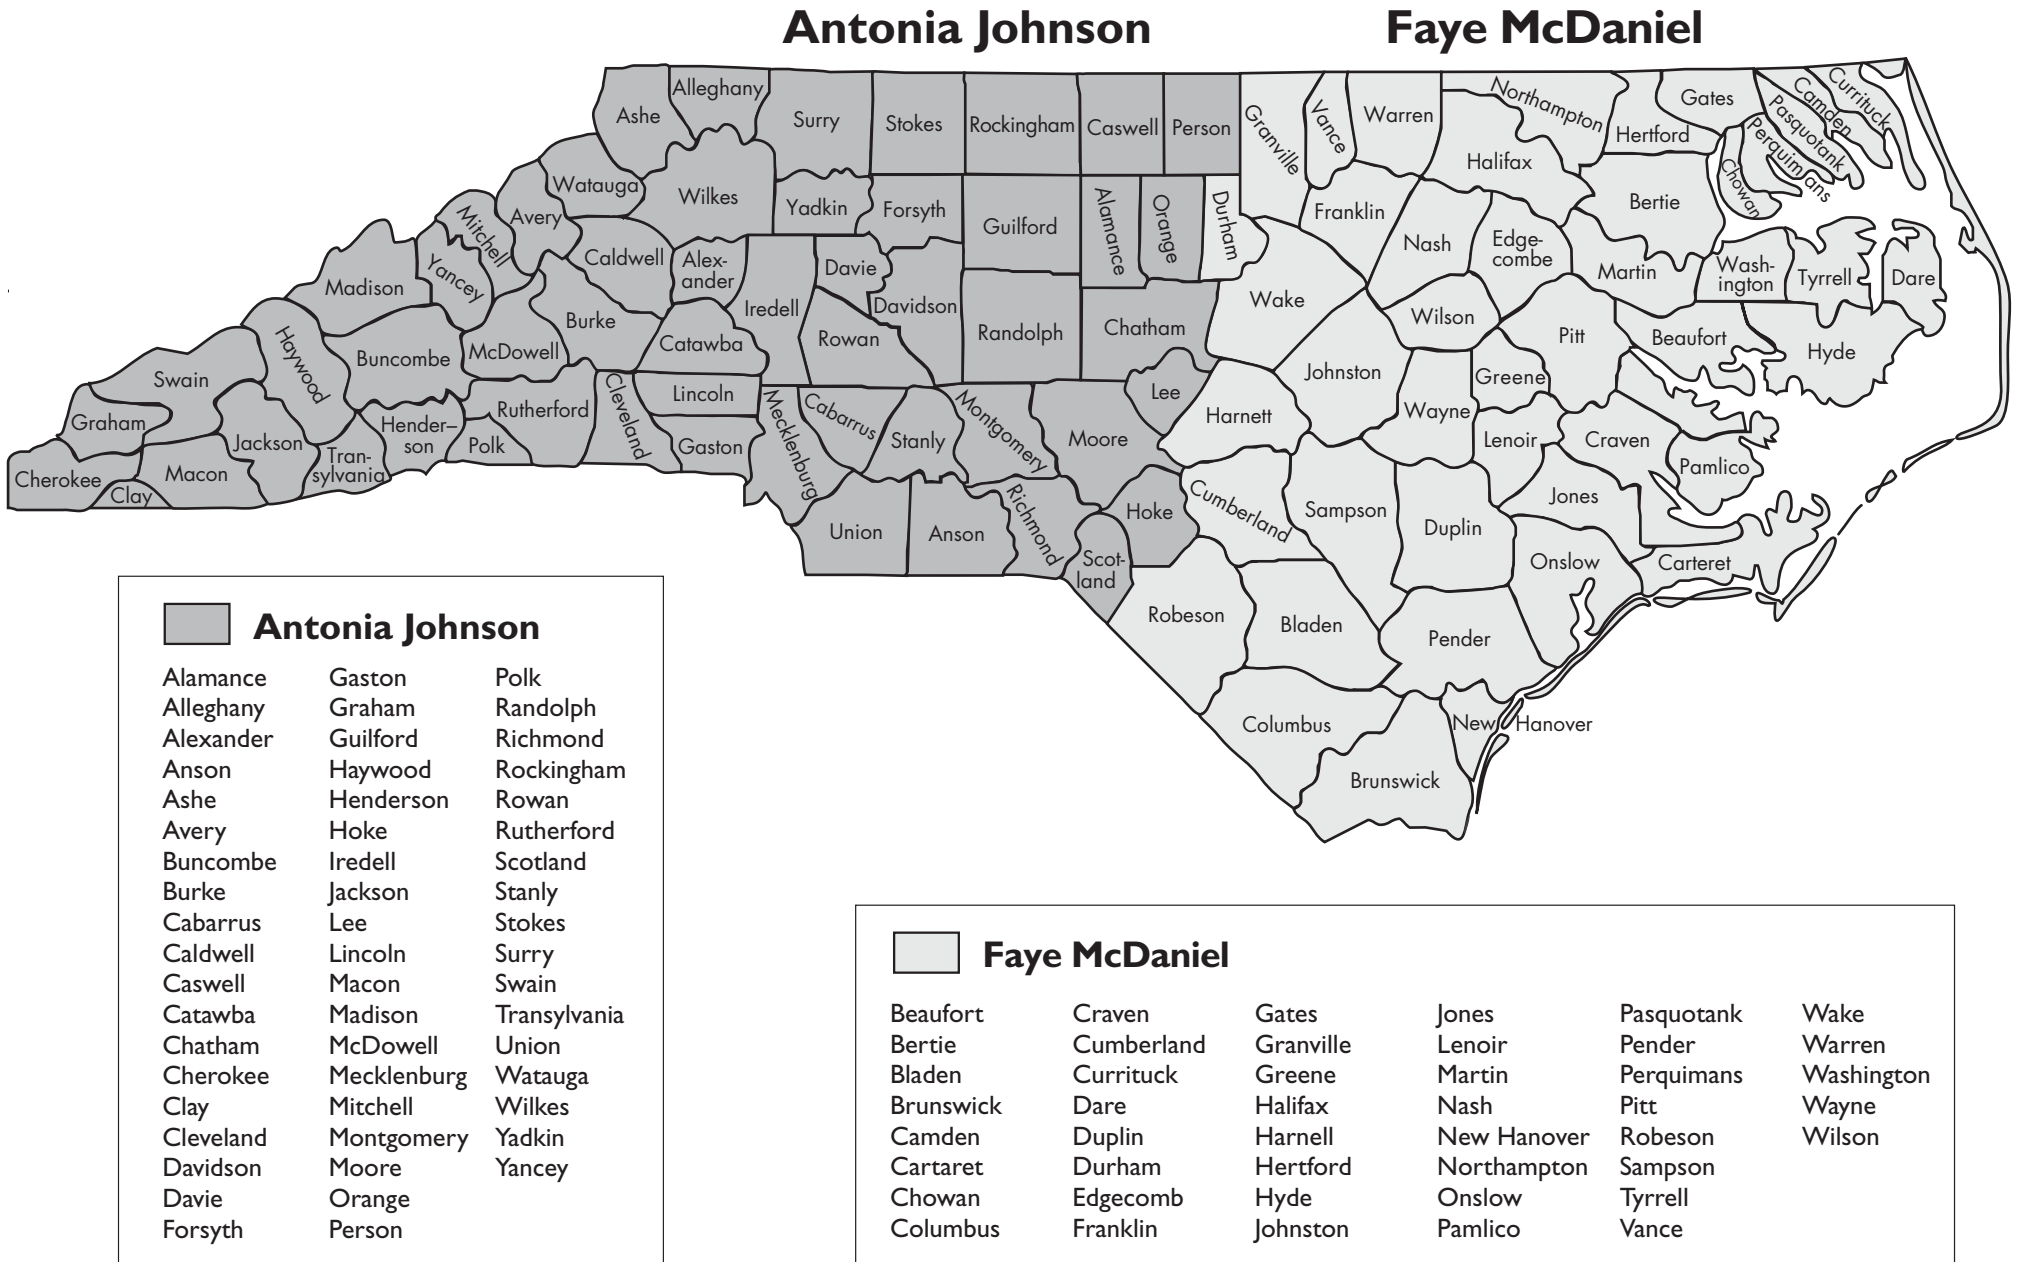 Antonia Johnson
Faye McDaniel
Ashe
Alleghany
Surry
Stokes
Rockingham
Caswell
Person
Granville
Vance
Warren
Northampton
Halifax
Hertford
Gates
Camden
Currituck
Pasquotank
Perquimans
Chowan
Watauga
Wilkes
Yadkin
Forsyth
Guilford
Alamance
Orange
Durham
Franklin
Nash
Edge-
combe
Bertie
Martin
Wash-
ington
Tyrrell
Dare
Avery
Mitchell
Yancey
Madison
Caldwell
Alex-
ander
Iredell
Davie
Davidson
Randolph
Chatham
Wake
Wilson
Pitt
Beaufort
Hyde
Haywood
Buncombe
McDowell
Burke
Catawba
Rowan
Lee
Johnston
Greene
Wayne
Swain
Graham
Jackson
Henderson
Hender–
son
Rutherford
Polk
Cleveland
Lincoln
Gaston
Mecklenburg
Cabarrus
Stanly
Montgomery
Moore
Harnett
Lenoir
Craven
Pamlico
Cherokee
Clay
Macon
Tran-
sylvania
Union
Anson
Richmond
Scot-
land
Hoke
Cumberland
Sampson
Duplin
Jones
Onslow
Carteret
Robeson
Bladen
Pender
Columbus
New Hanover
Brunswick
Antonia Johnson
Alamance Gaston Polk
Alleghany Graham Randolph
Alexander Guilford Richmond
Anson Haywood Rockingham
Ashe Henderson Rowan
Avery Hoke Rutherford
Buncombe Iredell Scotland
Burke Jackson Stanly
Cabarrus Lee Stokes
Caldwell Lincoln Surry
Caswell Macon Swain
Catawba Madison Transylvania
Chatham McDowell Union
Cherokee Mecklenburg Watauga
Clay Mitchell Wilkes
Cleveland Montgomery Yadkin
Davidson Moore Yancey
Davie Orange
Forsyth Person
Faye McDaniel
Beaufort Craven Gates Jones Pasquotank Wake
Bertie Cumberland Granville Lenoir Pender Warren
Bladen Currituck Greene Martin Perquimans Washington
Brunswick Dare Halifax Nash Pitt Wayne
Camden Duplin Harnell New Hanover Robeson Wilson
Cartaret Durham Hertford Northampton Sampson
Chowan Edgecomb Hyde Onslow Tyrrell
Columbus Franklin Johnston Pamlico Vance